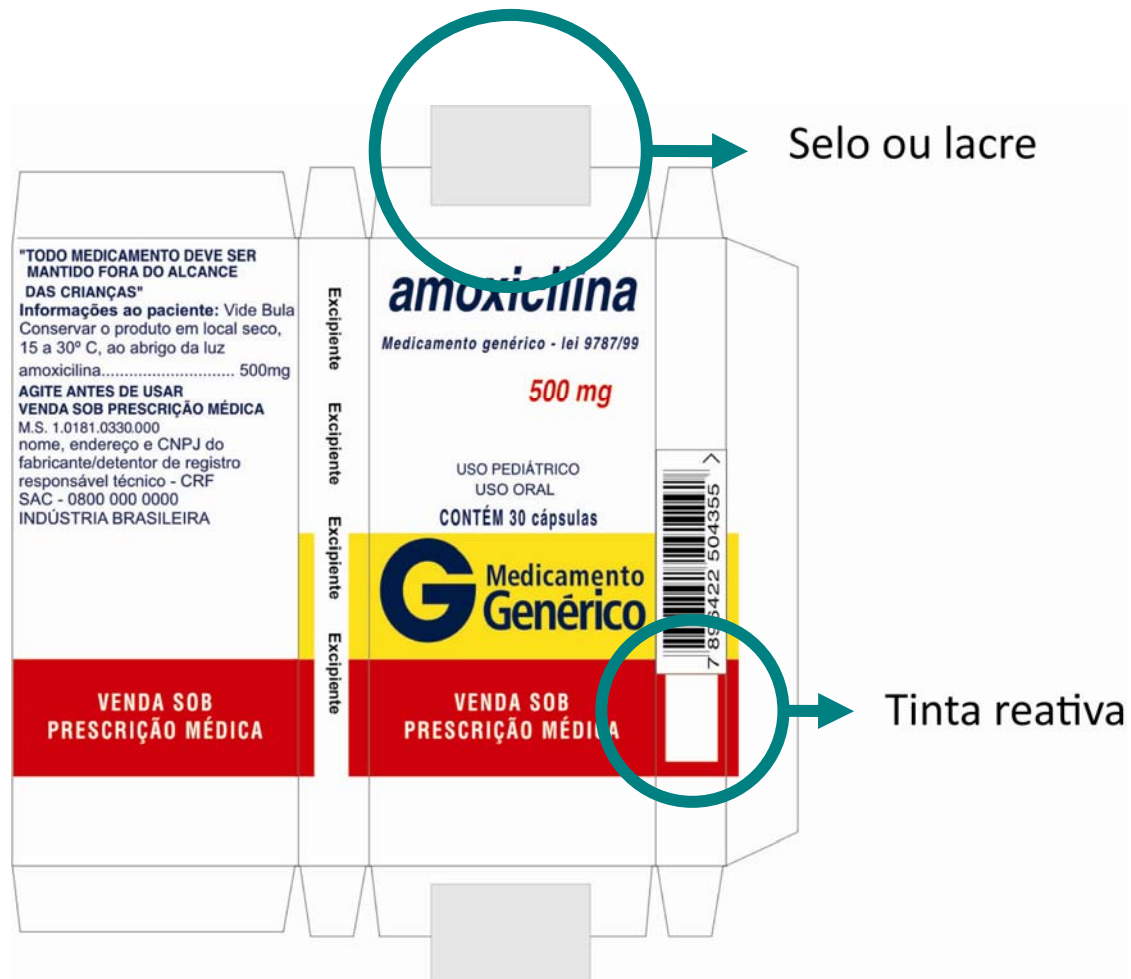 Selo ou lacre
"TODO MEDICAMENTO DEVE SER
MANTIDO FORA DO ALCANCE
DAS CRIANÇAS"
Informações ao paciente: Vide Bula
Conservar o produto em local seco,
15 a 30º C, ao abrigo da luz
amoxicilina............................. 500mg
AGITE ANTES DE USAR
VENDA SOB PRESCRIÇÃO MÉDICA
M.S. 1.0181.0330.000
nome, endereço e CNPJ do
fabricante/detentor de registro
responsável técnico - CRF
SAC - 0800 000 0000
INDÚSTRIA BRASILEIRA
VENDA SOB
PRESCRIÇÃO MÉDICA
Excipiente
Excipiente
Excipiente
Excipiente
amoxicilina
Medicamento genérico - lei 9787/99
500 mg
USO PEDIÁTRICO
USO ORAL
CONTÉM 30 cápsulas
G Medicamento
Genérico
VENDA SOB
PRESCRIÇÃO MÉDICA
7 896422 504355 >
Tinta reativa